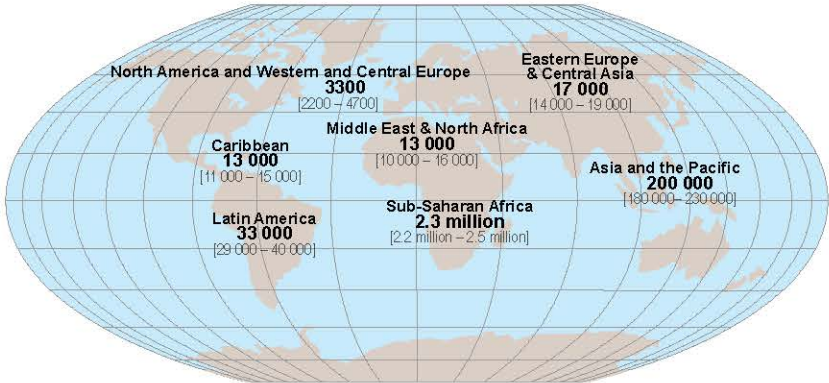 North America and Western and Central Europe
3300
[2200 – 4700]
Eastern Europe
& Central Asia
17 000
[14 000 – 19 000]
Middle East & North Africa
13 000
[10 000 – 16 000]
Caribbean
13 000
[11 000 – 15 000]
Asia and the Pacific
200 000
[180 000 – 230 000]
Latin America
33 000
[29 000 – 40 000]
Sub-Saharan Africa
2.3 million
[2.2 million – 2.5 million]